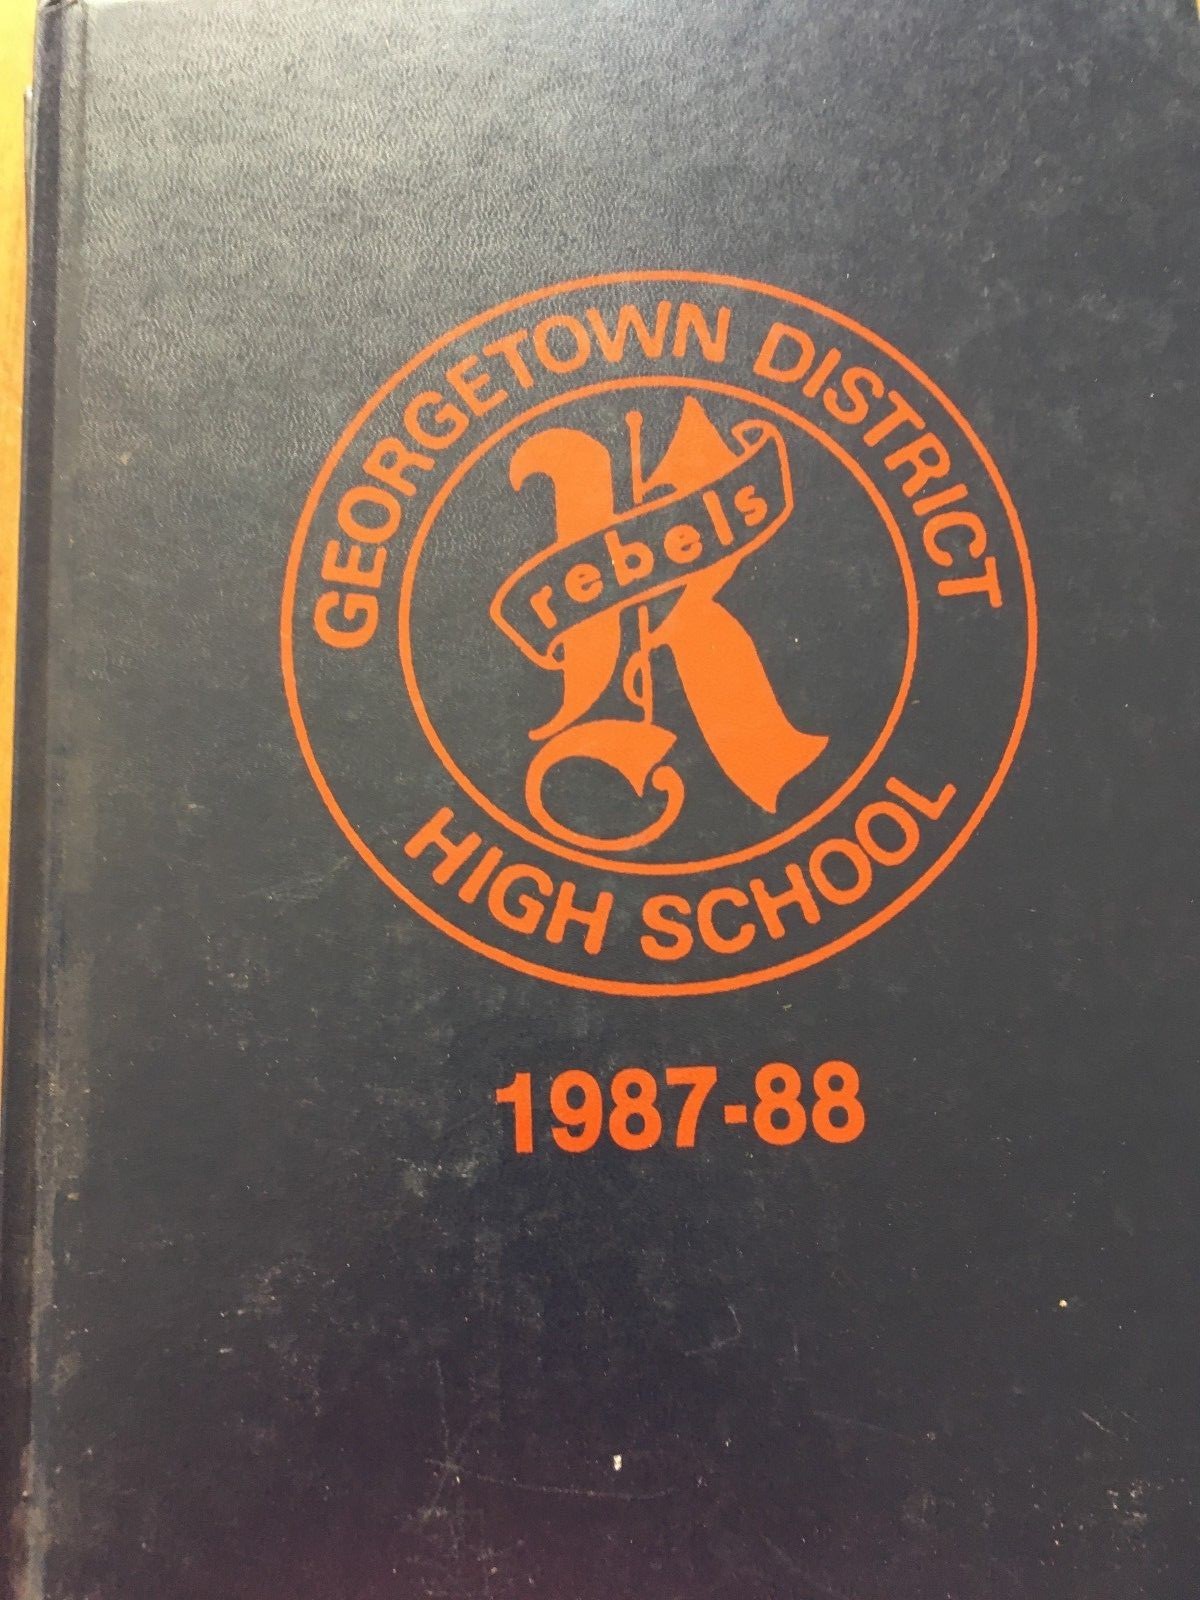 GEORGETOWN DISTRICT
K
rebels
HIGH SCHOOL
1987-88